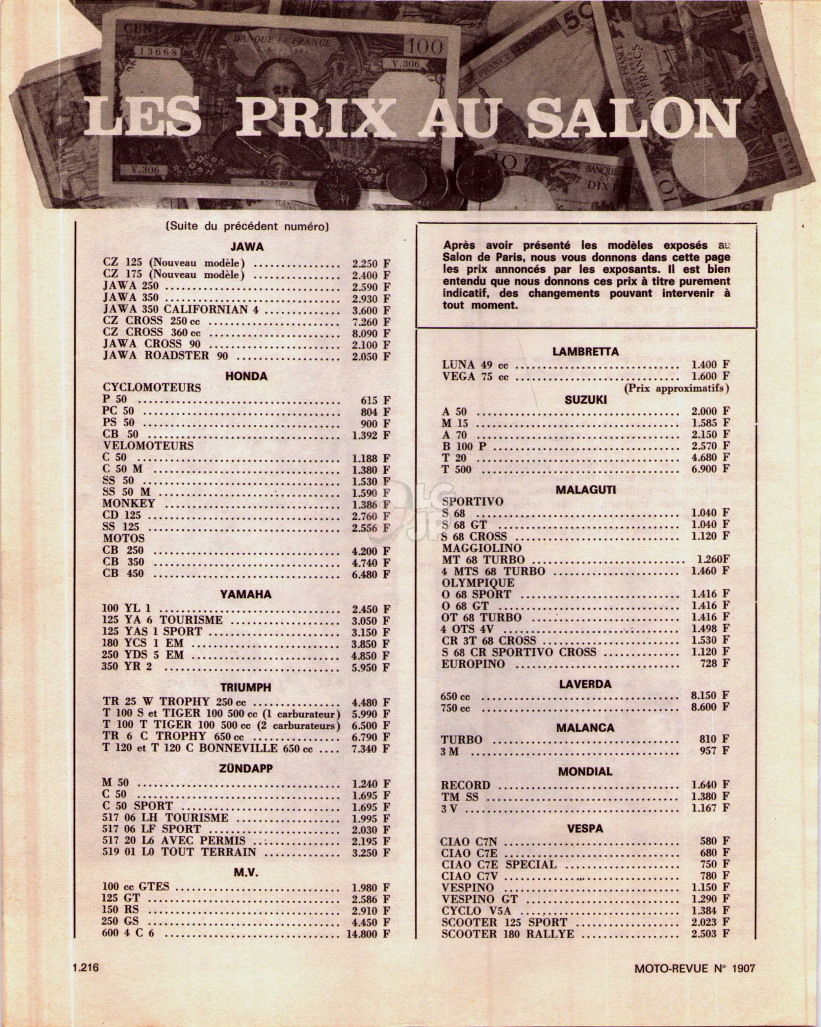 CENT
13668
BANQUE DE FRANCE
100
V.306
50
LES PRIX AU SALON
V.306
10
BANQUE
10
(Suite du précédent numéro)
JAWA
CZ 125 (Nouveau modèle) ................ 2.250 F
CZ 175 (Nouveau modèle) ................ 2.400 F
JAWA 250 ................ 2.590 F
JAWA 350 ................ 2.930 F
JAWA 350 CALIFORNIAN 4 ................ 3.600 F
CZ CROSS 250 cc ................ 7.260 F
CZ CROSS 360 cc ................ 8.090 F
JAWA CROSS 90 ................ 2.100 F
JAWA ROADSTER 90 ................ 2.050 F
HONDA
CYCLOMOTEURS
P 50 ................ 615 F
PC 50 ................ 804 F
PS 50 ................ 900 F
CB 50 ................ 1.392 F
VELOMOTEURS
C 50 ................ 1.188 F
C 50 M ................ 1.380 F
SS 50 ................ 1.530 F
SS 50 M ................ 1.590 F
MONKEY ................ 1.386 F
CD 125 ................ 2.760 F
SS 125 ................ 2.556 F
MOTOS
CB 250 ................ 4.200 F
CB 350 ................ 4.740 F
CB 450 ................ 6.480 F
YAMAHA
100 YL 1 ................ 2.450 F
125 YA 6 TOURISME ................ 3.050 F
125 YAS 1 SPORT ................ 3.150 F
180 YCS 1 EM ................ 3.850 F
250 YDS 5 EM ................ 4.850 F
350 YR 2 ................ 5.950 F
TRIUMPH
TR 25 W TROPHY 250 cc ................ 4.480 F
T 100 S et TIGER 100 500 cc (1 carburateur) 5.990 F
T 100 T TIGER 100 500 cc (2 carburateurs) 6.500 F
TR 6 C TROPHY 650 cc ................ 6.790 F
T 120 et T 120 C BONNEVILLE 650 cc .... 7.340 F
ZÜNDAPP
M 50 ................ 1.240 F
C 50 ................ 1.695 F
C 50 SPORT ................ 1.695 F
517 06 LH TOURISME ................ 1.995 F
517 06 LF SPORT ................ 2.030 F
517 20 L6 AVEC PERMIS ................ 2.195 F
519 01 L0 TOUT TERRAIN ................ 3.250 F
M.V.
100 cc GTES ................ 1.980 F
125 GT ................ 2.586 F
150 RS ................ 2.910 F
250 GS ................ 4.450 F
600 4 C 6 ................ 14.800 F
Après avoir présenté les modèles exposés au
Salon de Paris, nous vous donnons dans cette page
les prix annoncés par les exposants. Il est bien
entendu que nous donnons ces prix à titre purement
indicatif, des changements pouvant intervenir à
tout moment.
LAMBRETTA
LUNA 49 cc ................ 1.400 F
VEGA 75 cc ................ 1.600 F
(Prix approximatifs)
SUZUKI
A 50 ................ 2.000 F
M 15 ................ 1.585 F
A 70 ................ 2.150 F
B 100 P ................ 2.570 F
T 20 ................ 4.680 F
T 500 ................ 6.900 F
MALAGUTI
SPORTIVO
S 68 ................ 1.040 F
S 68 GT ................ 1.040 F
S 68 CROSS ................ 1.120 F
MAGGIOLINO
MT 68 TURBO ................ 1.260F
4 MTS 68 TURBO ................ 1.460 F
OLYMPIQUE
O 68 SPORT ................ 1.416 F
O 68 GT ................ 1.416 F
OT 68 TURBO ................ 1.416 F
4 OTS 4V ................ 1.498 F
CR 3T 68 CROSS ................ 1.530 F
S 68 CR SPORTIVO CROSS ................ 1.120 F
EUROPINO ................ 728 F
LAVERDA
650 cc ................ 8.150 F
750 cc ................ 8.600 F
MALANCA
TURBO ................ 810 F
3 M ................ 957 F
MONDIAL
RECORD ................ 1.640 F
TM SS ................ 1.380 F
3 V ................ 1.167 F
VESPA
CIAO C7N ................ 580 F
CIAO C7E ................ 680 F
CIAO C7E SPECIAL ................ 750 F
CIAO C7V ................ 780 F
VESPINO ................ 1.150 F
VESPINO GT ................ 1.290 F
CYCLO V5A ................ 1.384 F
SCOOTER 125 SPORT ................ 2.023 F
SCOOTER 180 RALLYE ................ 2.503 F
1.216
MOTO-REVUE N° 1907